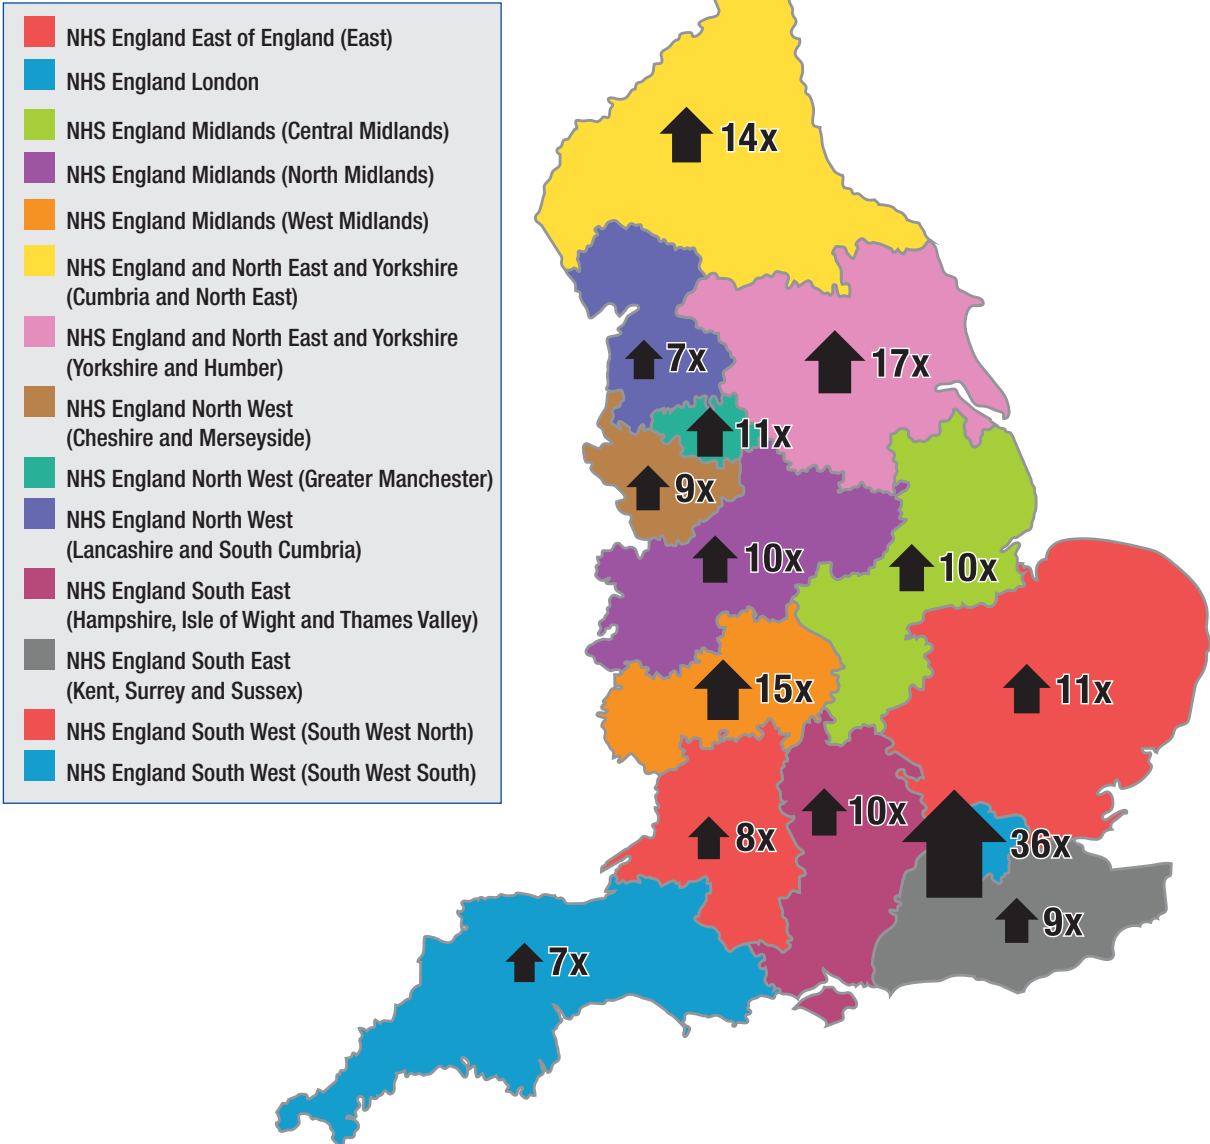 NHS England East of England (East)
NHS England London
NHS England Midlands (Central Midlands)
NHS England Midlands (North Midlands)
NHS England Midlands (West Midlands)
NHS England and North East and Yorkshire
(Cumbria and North East)
NHS England and North East and Yorkshire
(Yorkshire and Humber)
NHS England North West
(Cheshire and Merseyside)
NHS England North West (Greater Manchester)
NHS England North West
(Lancashire and South Cumbria)
NHS England South East
(Hampshire, Isle of Wight and Thames Valley)
NHS England South East
(Kent, Surrey and Sussex)
NHS England South West (South West North)
NHS England South West (South West South)
14x
7x
17x
11x
9x
10x
10x
15x
11x
10x
8x
36x
9x
7x